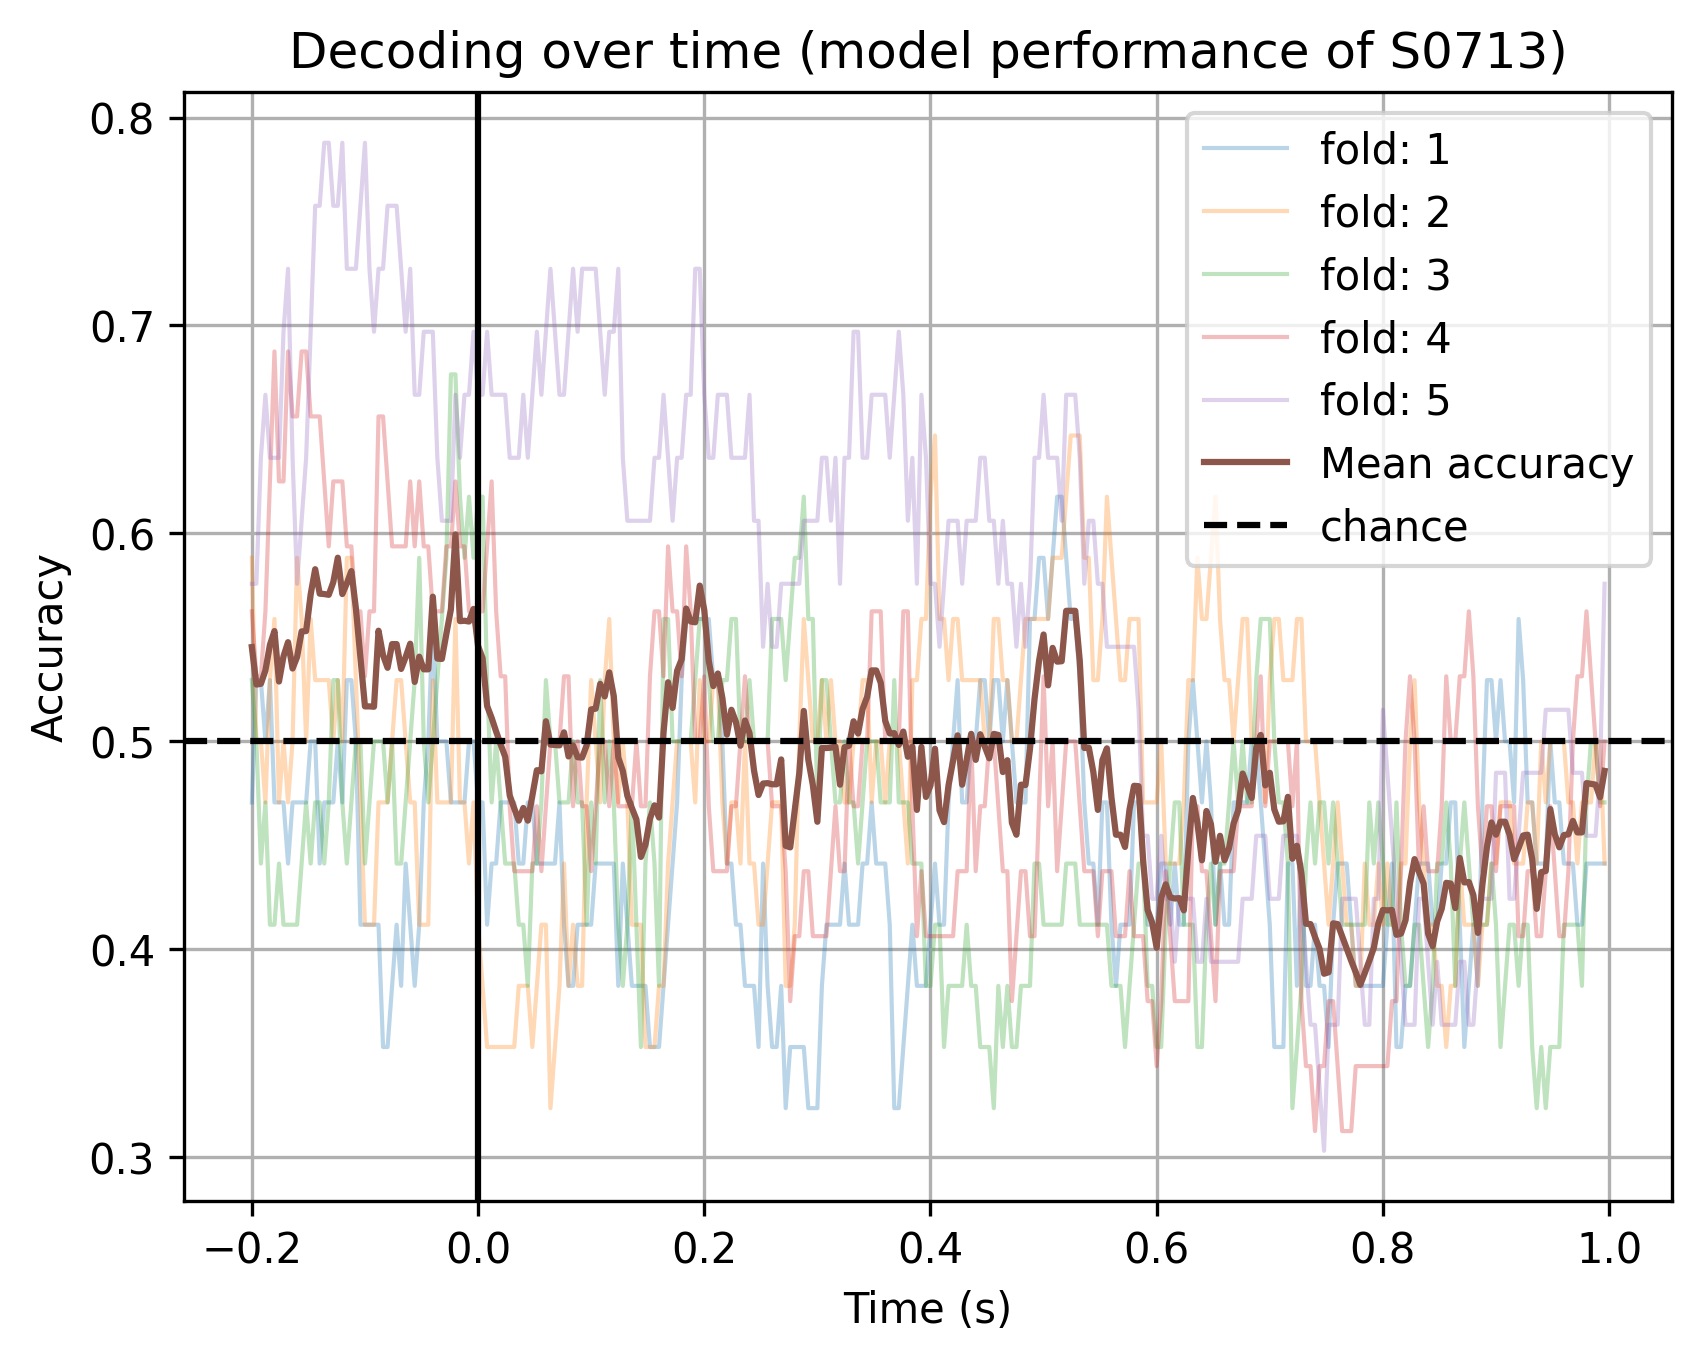 Decoding over time (model performance of S0713)
0.8
0.7
0.6
0.5
0.4
0.3
Accuracy
fold: 1
fold: 2
fold: 3
fold: 4
fold: 5
Mean accuracy
chance
−0.2 0.0 0.2 0.4 0.6 0.8 1.0
Time (s)